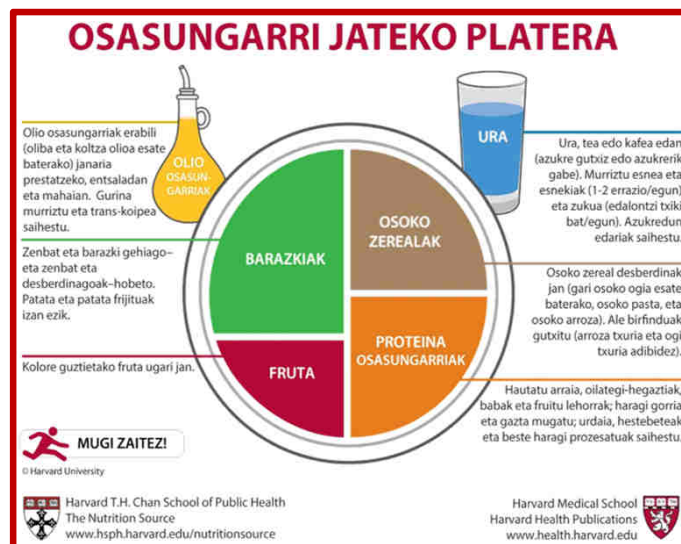 OSASUNGARRI JATEKO PLATERA
Olio osasungarriak erabili
(oliba eta koltza olioa esate
baterako) janaria
prestatzeko, entsaladan
eta mahaian. Gurina
murriztu eta trans-koipea
saihestu.
OLIO
OSASUN-
GARRIAK
URA
Ura, tea edo kafea edan
(azukre gutxiz edo azukrerik
gabe). Murriztu esnea eta
esnekiak (1-2 errazio/egun)
eta zukua (edalontzi txiki
bat/egun). Azukredun
edariak saihestu.
BARAZKIAK
OSOKO
ZEREALAK
Zenbat eta barazki gehiago–
eta zenbat eta
desberdinagoak–hobeto.
Patata eta patata frijituak
izan ezik.
Osoko zereal desberdinak
jan (gari osoko ogia esate
baterako, osoko pasta, eta
osoko arroza). Ale birfinduak
gutxitu (arroza txuria eta ogi
txuria adibidez).
FRUTA
PROTEINA
OSASUNGARRIAK
Kolore guztietako fruta ugari jan.
Hautatu arraia, oilategi-hegaztiak,
babak eta fruitu lehorrak; haragi gorria
eta gazta mugatu; urdaia, hestebeteak
eta beste haragi prozesatuak saihestu.
MUGI ZAITEZ!
© Harvard University
Harvard T.H. Chan School of Public Health
The Nutrition Source
www.hsph.harvard.edu/nutritionsource
Harvard Medical School
Harvard Health Publications
www.health.harvard.edu